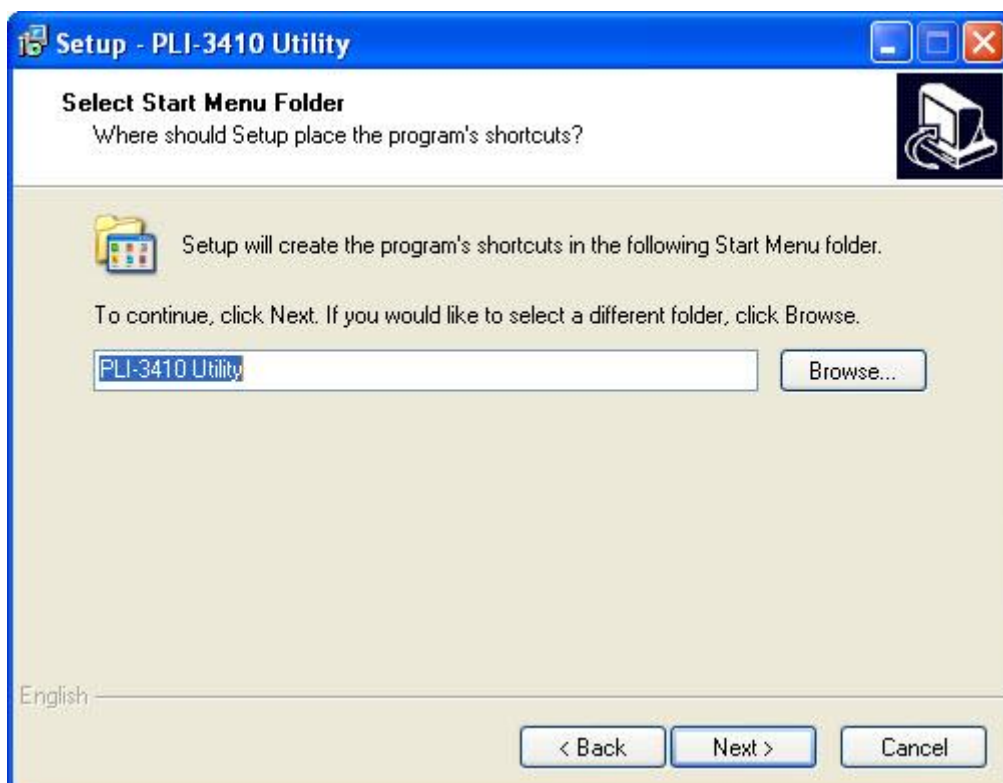 Setup - PLI-3410 Utility
Select Start Menu Folder
Where should Setup place the program's shortcuts?
Setup will create the program's shortcuts in the following Start Menu folder.
To continue, click Next. If you would like to select a different folder, click Browse.
PLI-3410 Utility
Browse...
English
< Back
Next >
Cancel